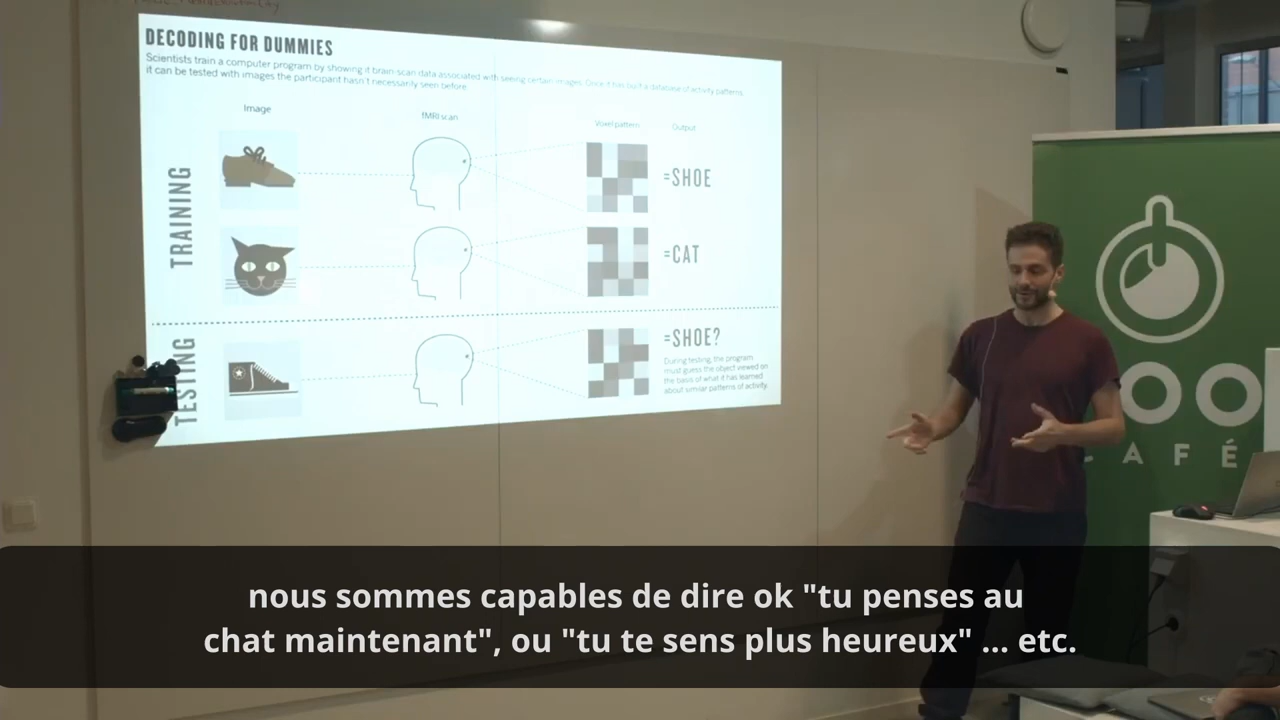 DECODING FOR DUMMIES
Scientists train a computer program by showing it brain-scan data associated with seeing certain images. Once it has built a database of activity patterns,
it can be tested with images the participant hasn't necessarily seen before.
Image
fMRI scan
Voxel pattern
Output
TRAINING
=SHOE
=CAT
TESTING
=SHOE?
During testing, the program
must guess the object viewed on
the basis of what it has learned
about similar patterns of activity.
CAFÉ
nous sommes capables de dire ok "tu penses au
chat maintenant", ou "tu te sens plus heureux" ... etc.